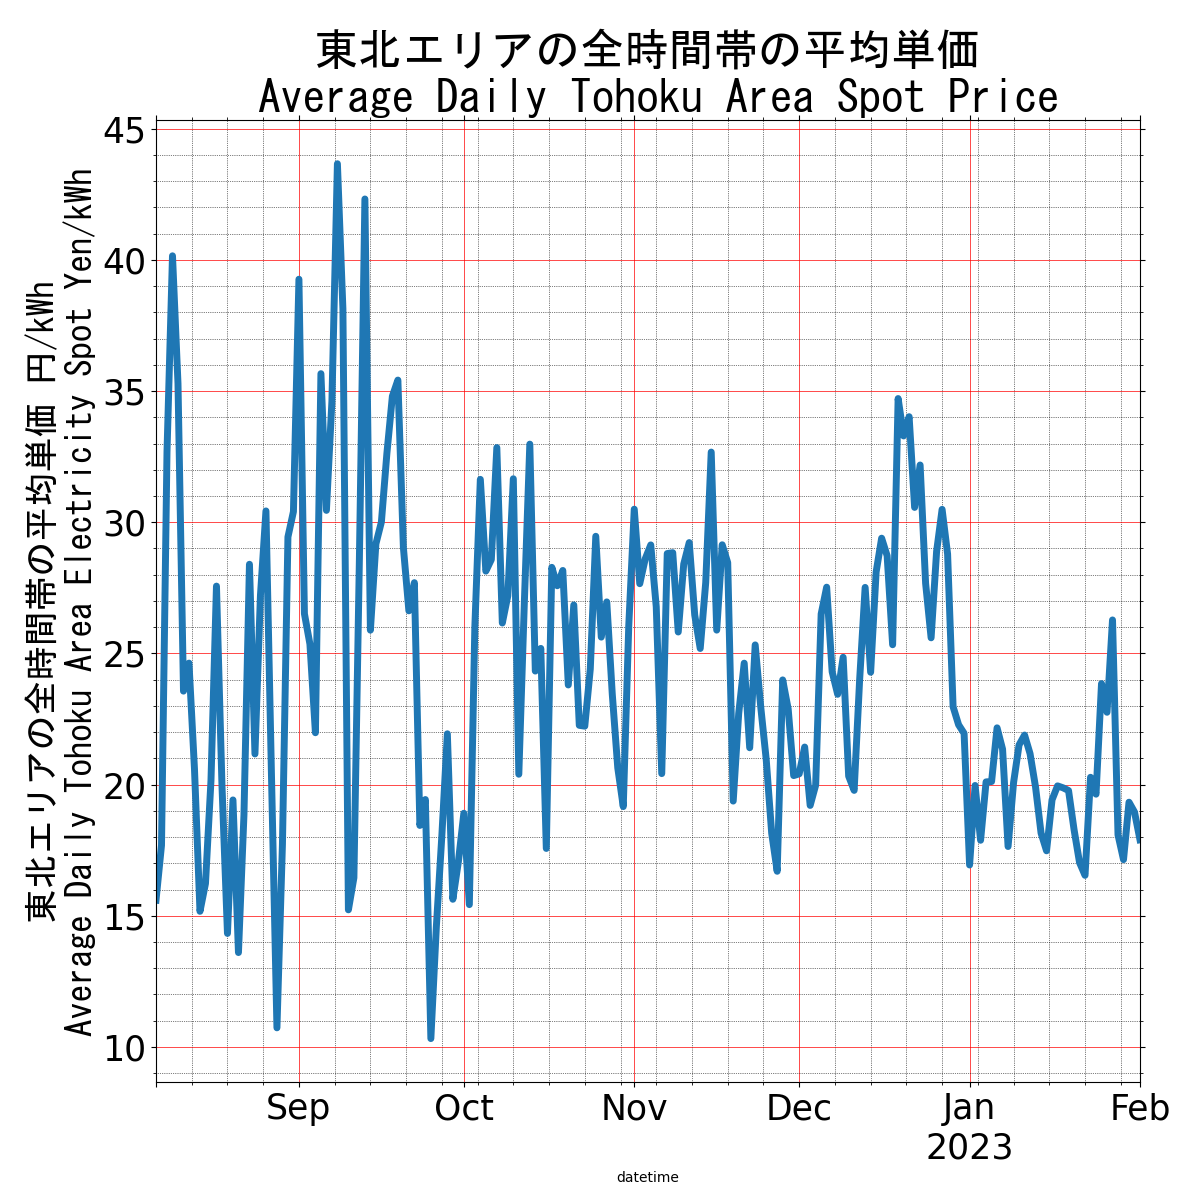 東北エリアの全時間帯の平均単価
Average Daily Tohoku Area Spot Price
東北エリアの全時間帯の平均単価 円/kWh
Average Daily Tohoku Area Electricity Spot Yen/kWh
45
40
35
30
25
20
15
10
Sep
Oct
Nov
Dec
Jan
2023
Feb
datetime